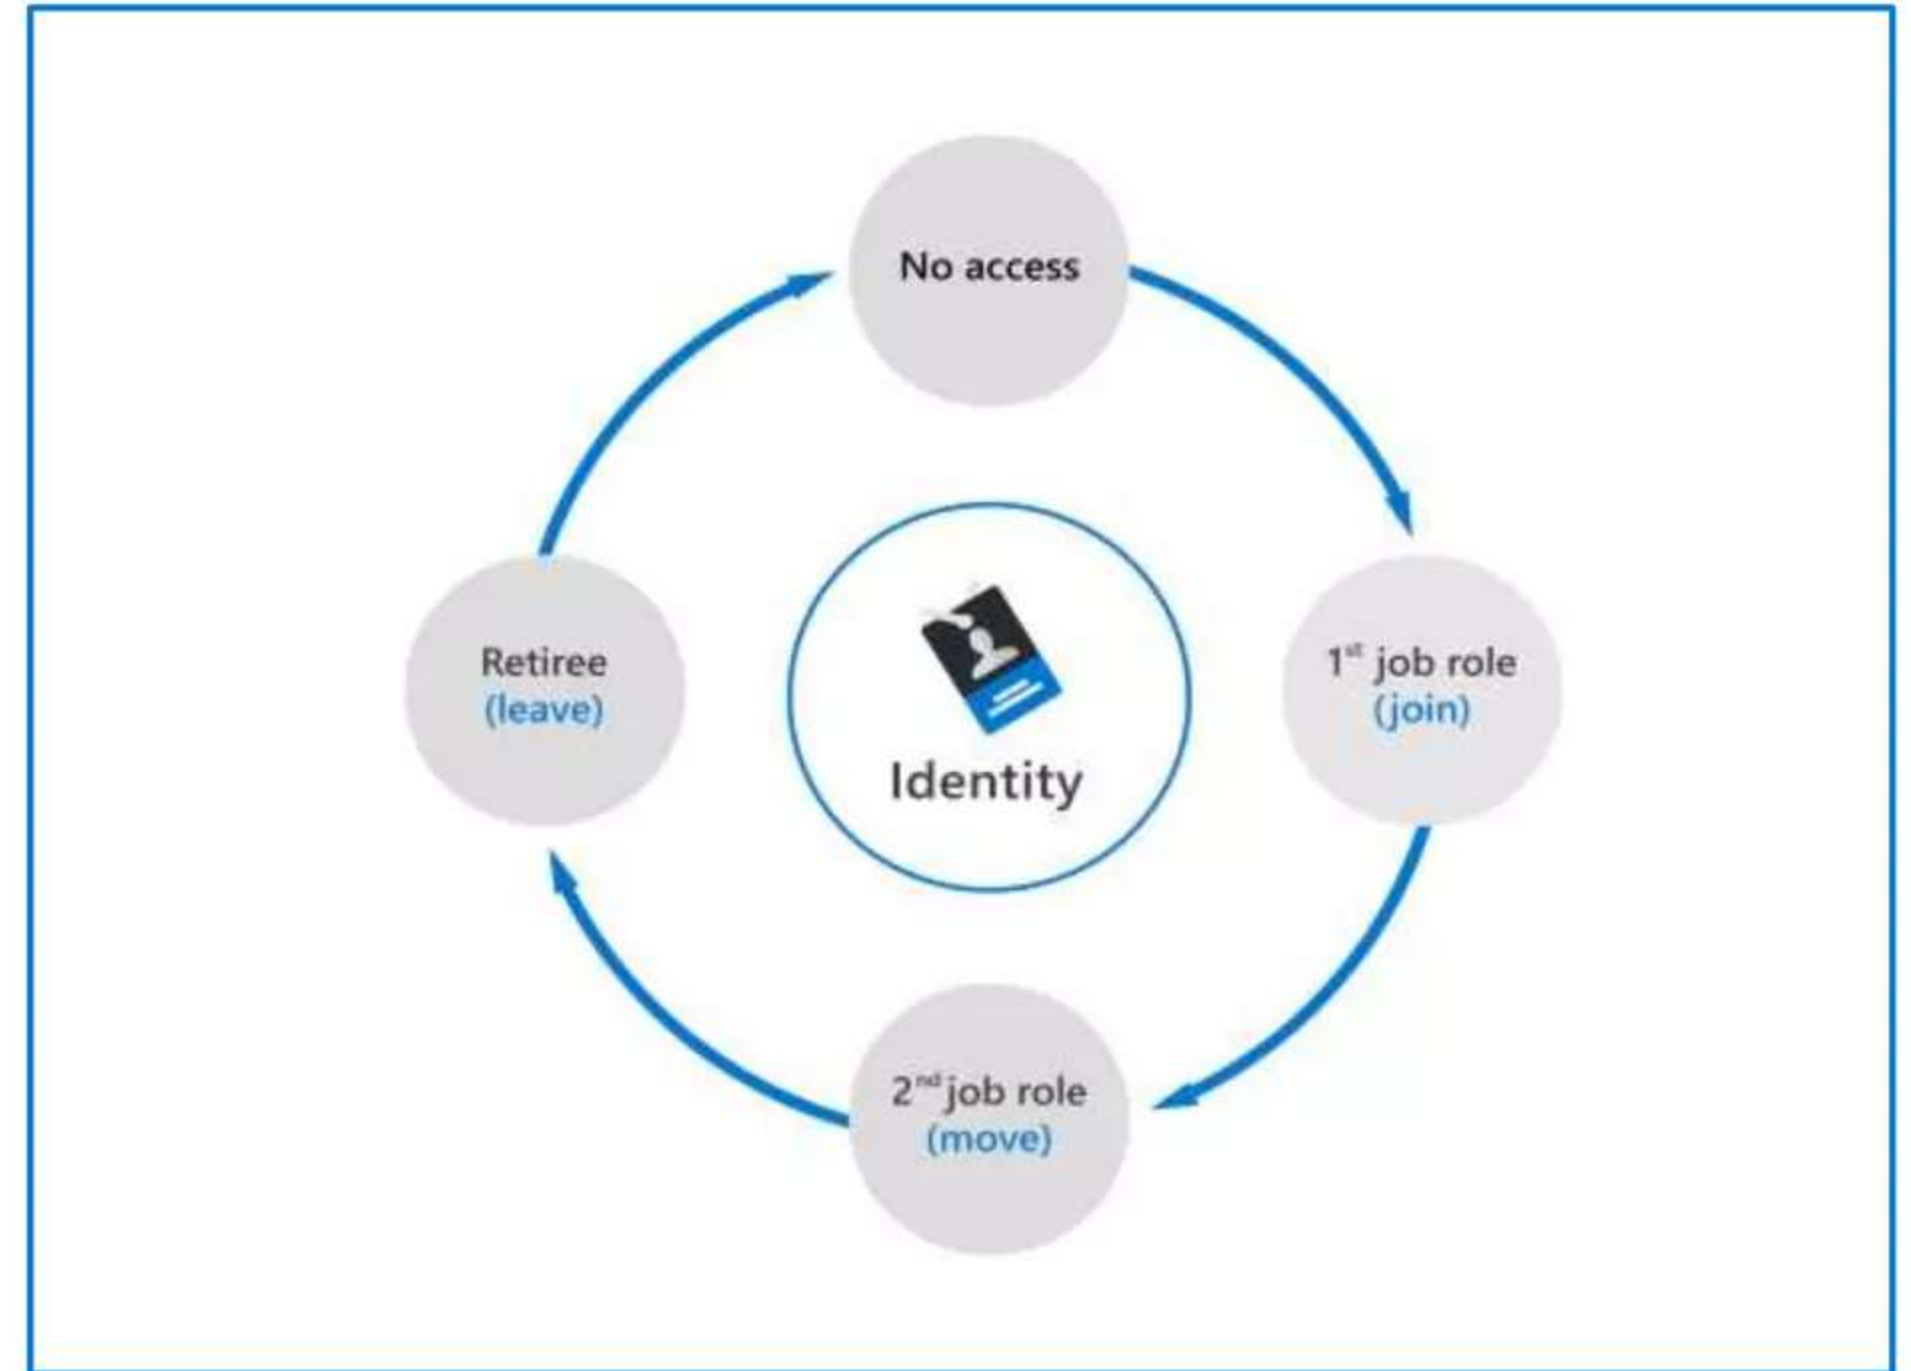 No access
1st job role
(join)
2nd job role
(move)
Retiree
(leave)
Identity